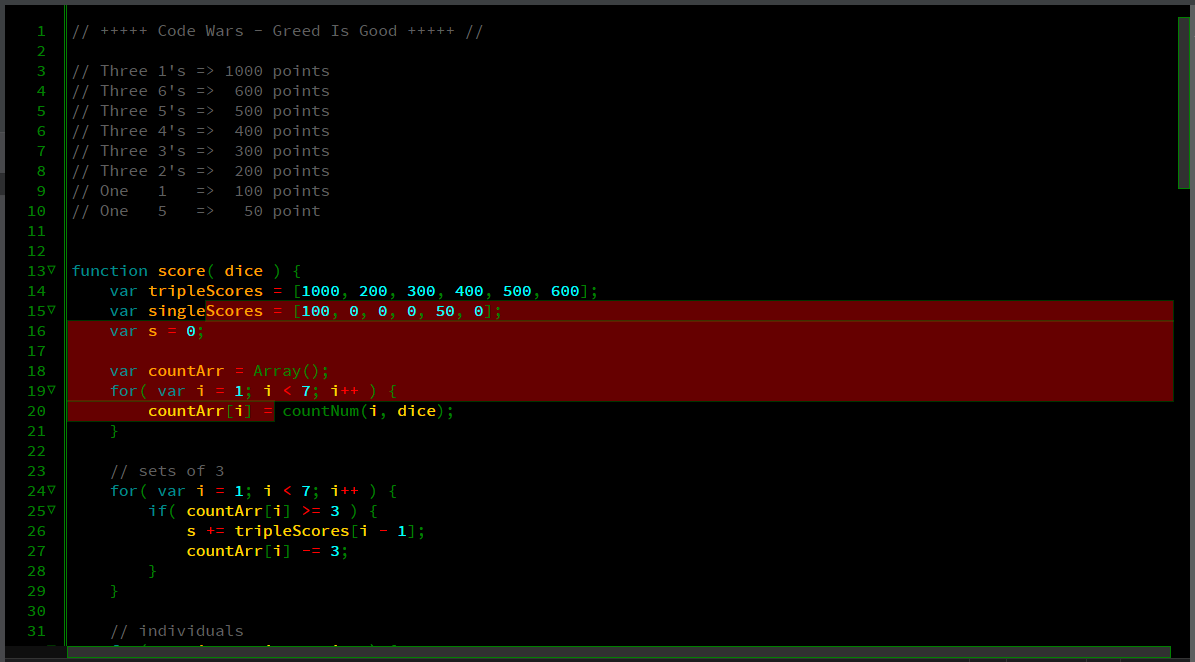 1 // +++++ Code Wars - Greed Is Good +++++ //
2
3 // Three 1's => 1000 points
4 // Three 6's =>  600 points
5 // Three 5's =>  500 points
6 // Three 4's =>  400 points
7 // Three 3's =>  300 points
8 // Three 2's =>  200 points
9 // One   1   =>  100 points
10 // One   5   =>   50 point
11
12
13 function score( dice ) {
14     var tripleScores = [1000, 200, 300, 400, 500, 600];
15     var singleScores = [100, 0, 0, 0, 50, 0];
16     var s = 0;
17
18     var countArr = Array();
19     for( var i = 1; i < 7; i++ ) {
20         countArr[i] = countNum(i, dice);
21     }
22
23     // sets of 3
24     for( var i = 1; i < 7; i++ ) {
25         if( countArr[i] >= 3 ) {
26             s += tripleScores[i - 1];
27             countArr[i] -= 3;
28         }
29     }
30
31     // individuals